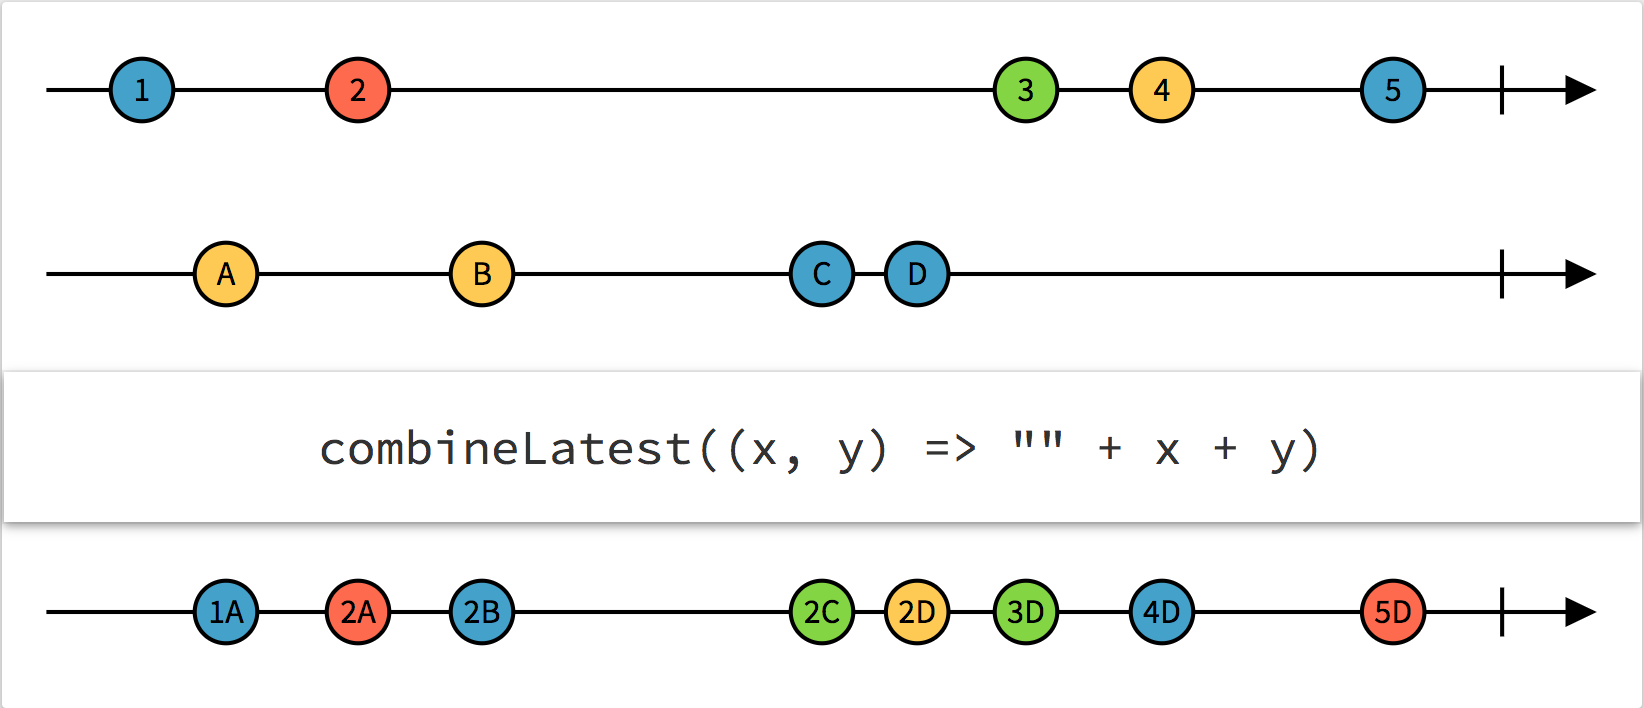 1 2 3 4 5
A B C D
combineLatest((x, y) => "" + x + y)
1A 2A 2B 2C 2D 3D 4D 5D